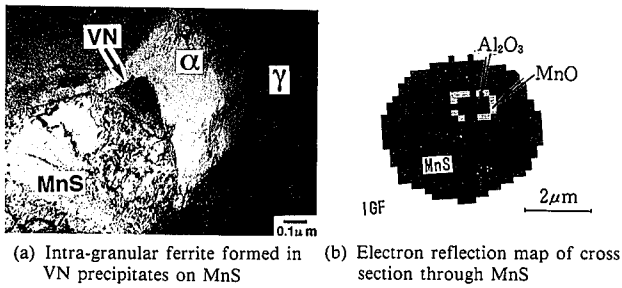 VN
α
γ
MnS
0.1μm
Al₂O₃
MnO
MnS
IGF
2μm
(a) Intra-granular ferrite formed in
VN precipitates on MnS
(b) Electron reflection map of cross
section through MnS